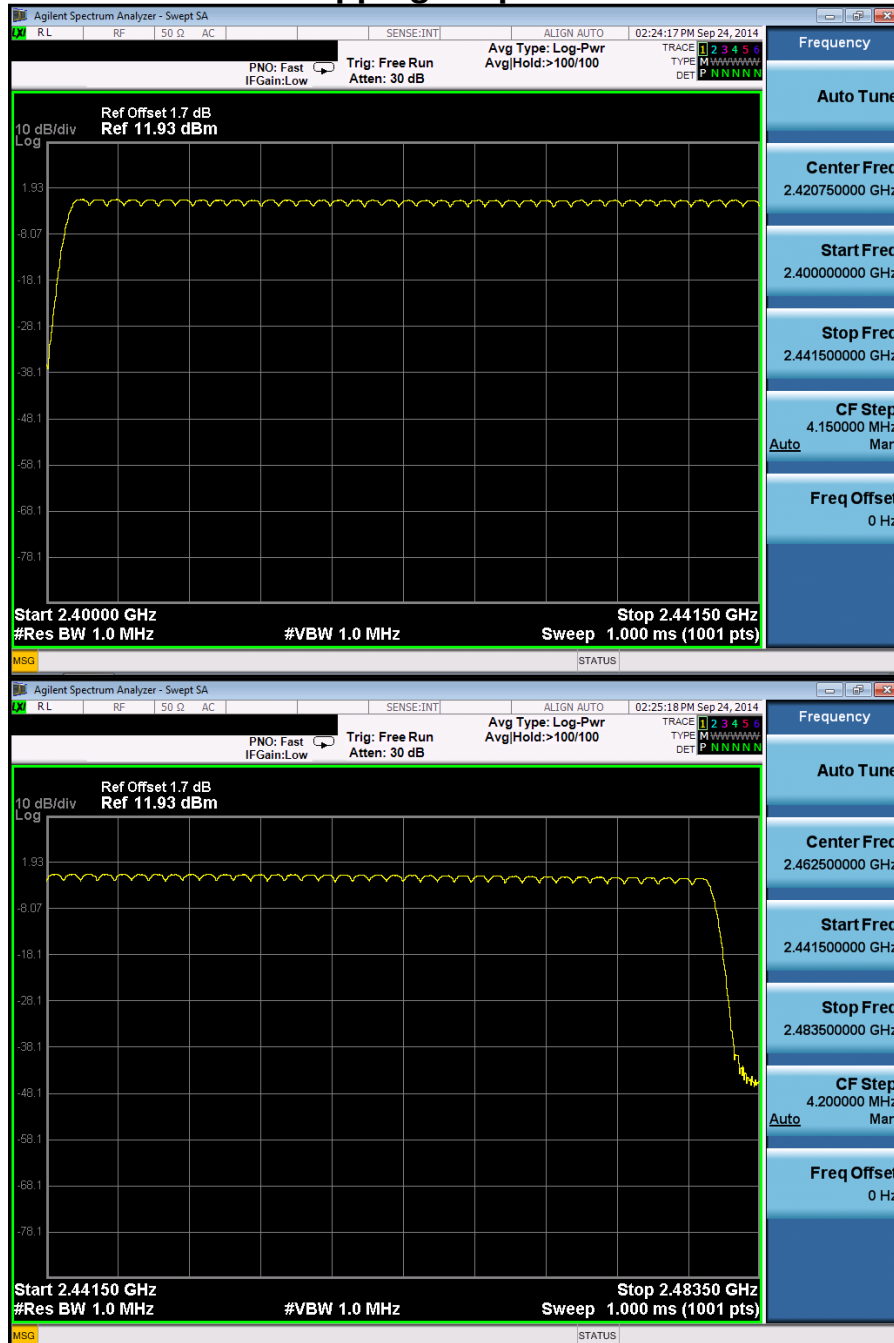 Agilent Spectrum Analyzer - Swept SA
LXI RL RF 50 Ω AC SENSE:INT ALIGN AUTO 02:24:17 PM Sep 24, 2014
Frequency
PNO: Fast
IFGain:Low
Trig: Free Run
Atten: 30 dB
Avg Type: Log-Pwr
Avg|Hold:>100/100
TRACE 1 2 3 4 5 6
TYPE M WWWWW
DET P N N N N N
Auto Tune
Ref Offset 1.7 dB
10 dB/div Ref 11.93 dBm
Log
1.93
-8.07
-18.1
-28.1
-38.1
-48.1
-58.1
-68.1
-78.1
Center Freq
2.420750000 GHz
Start Freq
2.400000000 GHz
Stop Freq
2.441500000 GHz
CF Step
4.150000 MHz
Auto Man
Freq Offset
0 Hz
Start 2.40000 GHz Stop 2.44150 GHz
#Res BW 1.0 MHz #VBW 1.0 MHz Sweep 1.000 ms (1001 pts)
MSG STATUS
Agilent Spectrum Analyzer - Swept SA
LXI RL RF 50 Ω AC SENSE:INT ALIGN AUTO 02:25:18 PM Sep 24, 2014
Frequency
PNO: Fast
IFGain:Low
Trig: Free Run
Atten: 30 dB
Avg Type: Log-Pwr
Avg|Hold:>100/100
TRACE 1 2 3 4 5 6
TYPE M WWWWW
DET P N N N N N
Auto Tune
Ref Offset 1.7 dB
10 dB/div Ref 11.93 dBm
Log
1.93
-8.07
-18.1
-28.1
-38.1
-48.1
-58.1
-68.1
-78.1
Center Freq
2.462500000 GHz
Start Freq
2.441500000 GHz
Stop Freq
2.483500000 GHz
CF Step
4.200000 MHz
Auto Man
Freq Offset
0 Hz
Start 2.44150 GHz Stop 2.48350 GHz
#Res BW 1.0 MHz #VBW 1.0 MHz Sweep 1.000 ms (1001 pts)
MSG STATUS